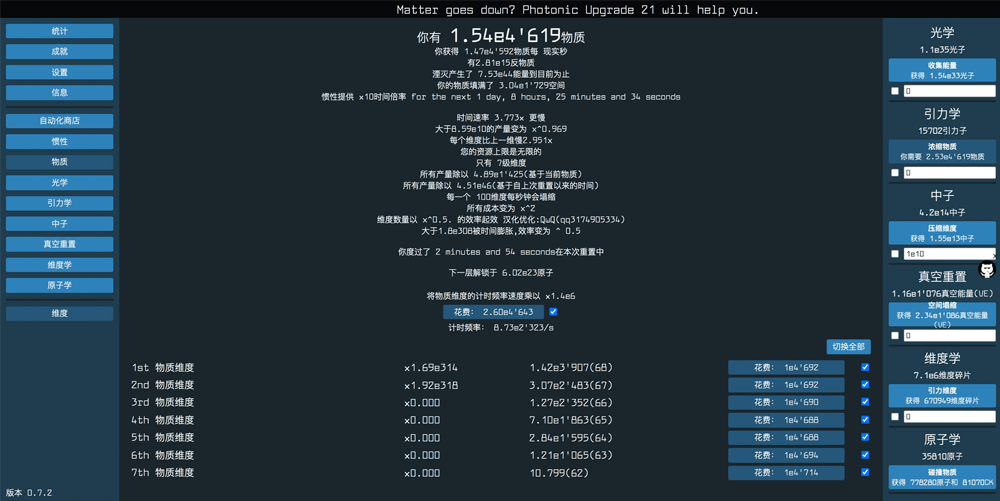 Matter goes down? Photonic Upgrade 21 will help you.
统计
成就
设置
信息
自动化商店
惯性
物质
光学
引力学
中子
真空重置
维度学
原子学
维度
版本 0.7.2
你有 1.54e4'619物质
你获得 1.47e4'592物质每 现实秒
有2.81e15反物质
湮灭产生了 7.53e44能量到目前为止
你的物质填满了 3.04e1'729空间
惯性提供 x10时间倍率 for the next 1 day, 8 hours, 25 minutes and 34 seconds
时间速率 3.773x 更慢
大于8.59e10的产量变为 x^0.969
每个维度比上一维慢2.951x
您的资源上限是无限的
只有 7级维度
所有产量除以 4.89e1'425(基于当前物质)
所有产量除以 4.51e46(基于自上次重置以来的时间)
每一个 100维度每秒钟会塌缩
所有成本变为 x^2
维度数量以 x^0.5. 的效率起效 汉化优化:QwQ(qq3174905334)
大于1.8e308被时间膨胀,效率变为 ^ 0.5
你度过了 2 minutes and 54 seconds在本次重置中
下一层解锁于 6.02e23原子
将物质维度的计时频率速度乘以 x1.4e6
花费: 2.60e4'643
计时频率: 8.73e2'323/s
切换全部
1st 物质维度 x1.69e314 1.42e3'907(68) 花费: 1e4'692
2nd 物质维度 x1.92e318 3.07e2'483(67) 花费: 1e4'692
3rd 物质维度 x0.000 1.27e2'352(66) 花费: 1e4'690
4th 物质维度 x0.000 7.10e1'863(65) 花费: 1e4'688
5th 物质维度 x0.000 2.84e1'595(64) 花费: 1e4'688
6th 物质维度 x0.000 1.21e1'065(63) 花费: 1e4'694
7th 物质维度 x0.000 10.799(62) 花费: 1e4'714
光学
1.1e35光子
收集能量
获得 1.54e33光子
0
引力学
15702引力子
浓缩物质
你需要 2.53e4'619物质
0
中子
4.2e14中子
压缩维度
获得 1.55e13中子
1e10
真空重置
1.16e1'076真空能量(VE)
空间塌缩
获得 2.34e1'086真空能量
(VE)
0
维度学
7.1e6维度碎片
引力维度
获得 670949维度碎片
0
原子学
35810原子
碰撞物质
获得 778280原子和 81070CK